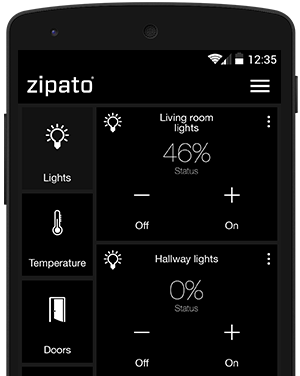 12:35
zipato®
Lights
Temperature
Doors
Living room
lights
46%
Status
Off
On
Hallway lights
0%
Status
Off
On